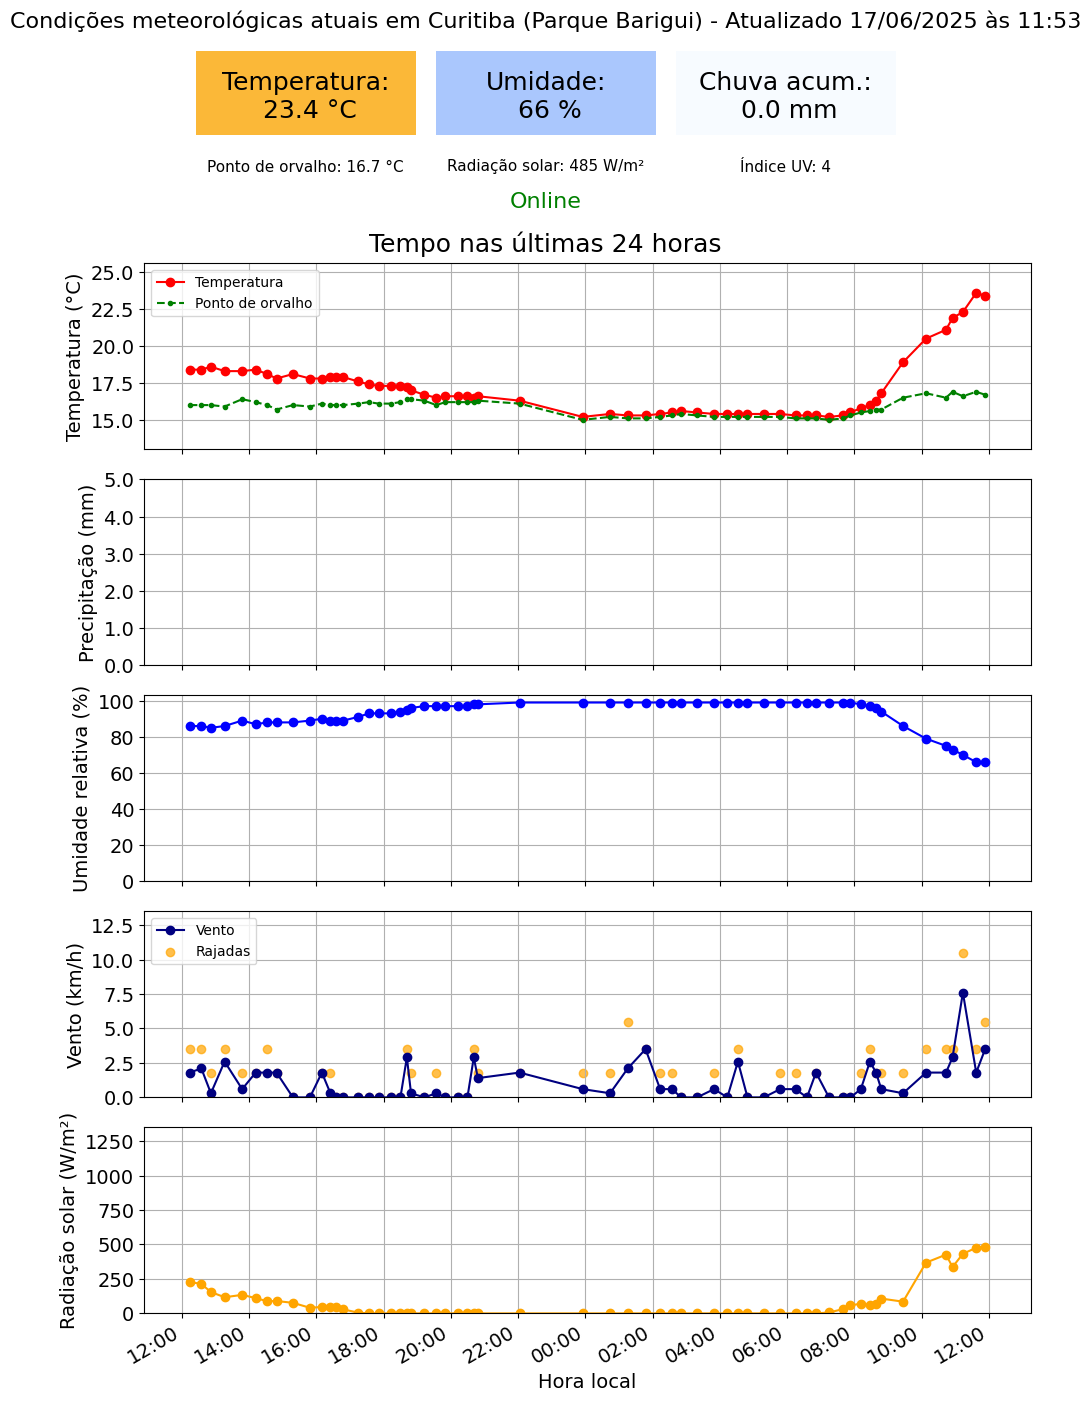 Condições meteorológicas atuais em Curitiba (Parque Barigui) - Atualizado 17/06/2025 às 11:53
Temperatura:
23.4 °C
Umidade:
66 %
Chuva acum.:
0.0 mm
Ponto de orvalho: 16.7 °C
Radiação solar: 485 W/m²
Índice UV: 4
Online
Tempo nas últimas 24 horas
Temperatura (°C)
25.0
22.5
20.0
17.5
15.0
Temperatura
Ponto de orvalho
Precipitação (mm)
5.0
4.0
3.0
2.0
1.0
0.0
Umidade relativa (%)
100
80
60
40
20
0
Vento (km/h)
12.5
10.0
7.5
5.0
2.5
0.0
Vento
Rajadas
Radiação solar (W/m²)
1250
1000
750
500
250
0
12:00
14:00
16:00
18:00
20:00
22:00
00:00
02:00
04:00
06:00
08:00
10:00
12:00
Hora local